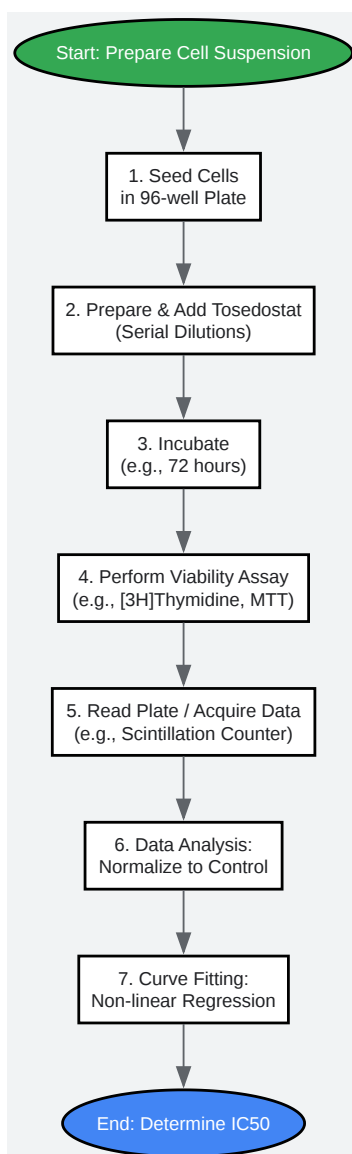 Start: Prepare Cell Suspension
1. Seed Cells
in 96-well Plate
2. Prepare & Add Tosedostat
(Serial Dilutions)
3. Incubate
(e.g., 72 hours)
4. Perform Viability Assay
(e.g., [3H]Thymidine, MTT)
5. Read Plate / Acquire Data
(e.g., Scintillation Counter)
6. Data Analysis:
Normalize to Control
7. Curve Fitting:
Non-linear Regression
End: Determine IC50